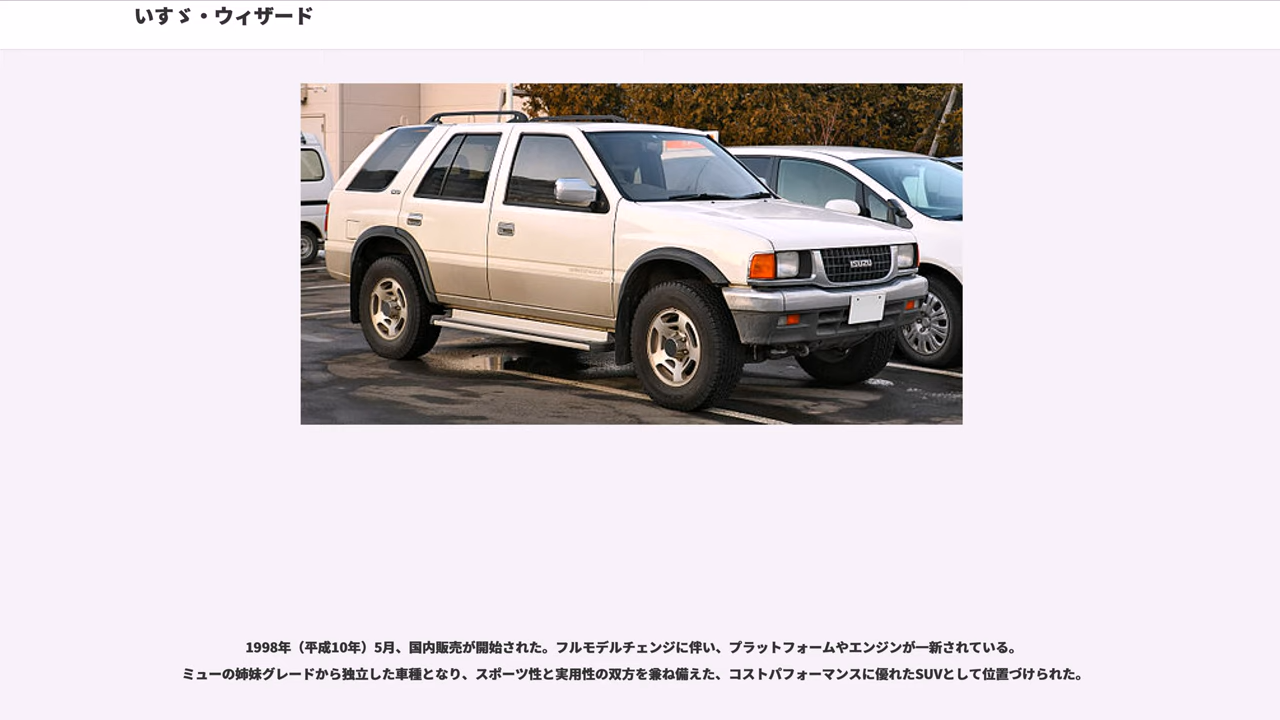 いすゞ・ウィザード
ISUZU
1998年（平成10年）5月、国内販売が開始された。フルモデルチェンジに伴い、プラットフォームやエンジンが一新されている。
ミューの姉妹グレードから独立した車種となり、スポーツ性と実用性の双方を兼ね備えた、コストパフォーマンスに優れたSUVとして位置づけられた。